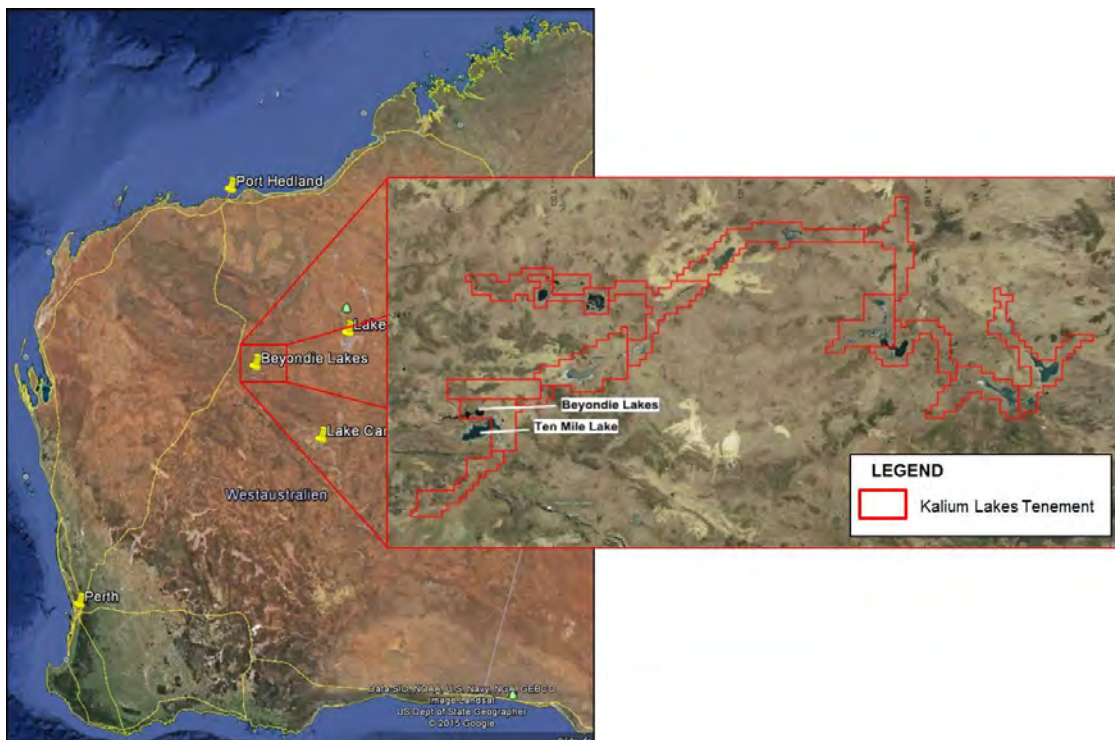 Port Hedland
Lake
Beyondie Lakes
Lake Car
Westaustralien
Perth
Data SIO, NOAA, U.S. Navy, NGA, GEBCO
Image Landsat
US Dept of State Geographer
© 2015 Google
Beyondie Lakes
Ten Mile Lake
LEGEND
Kalium Lakes Tenement